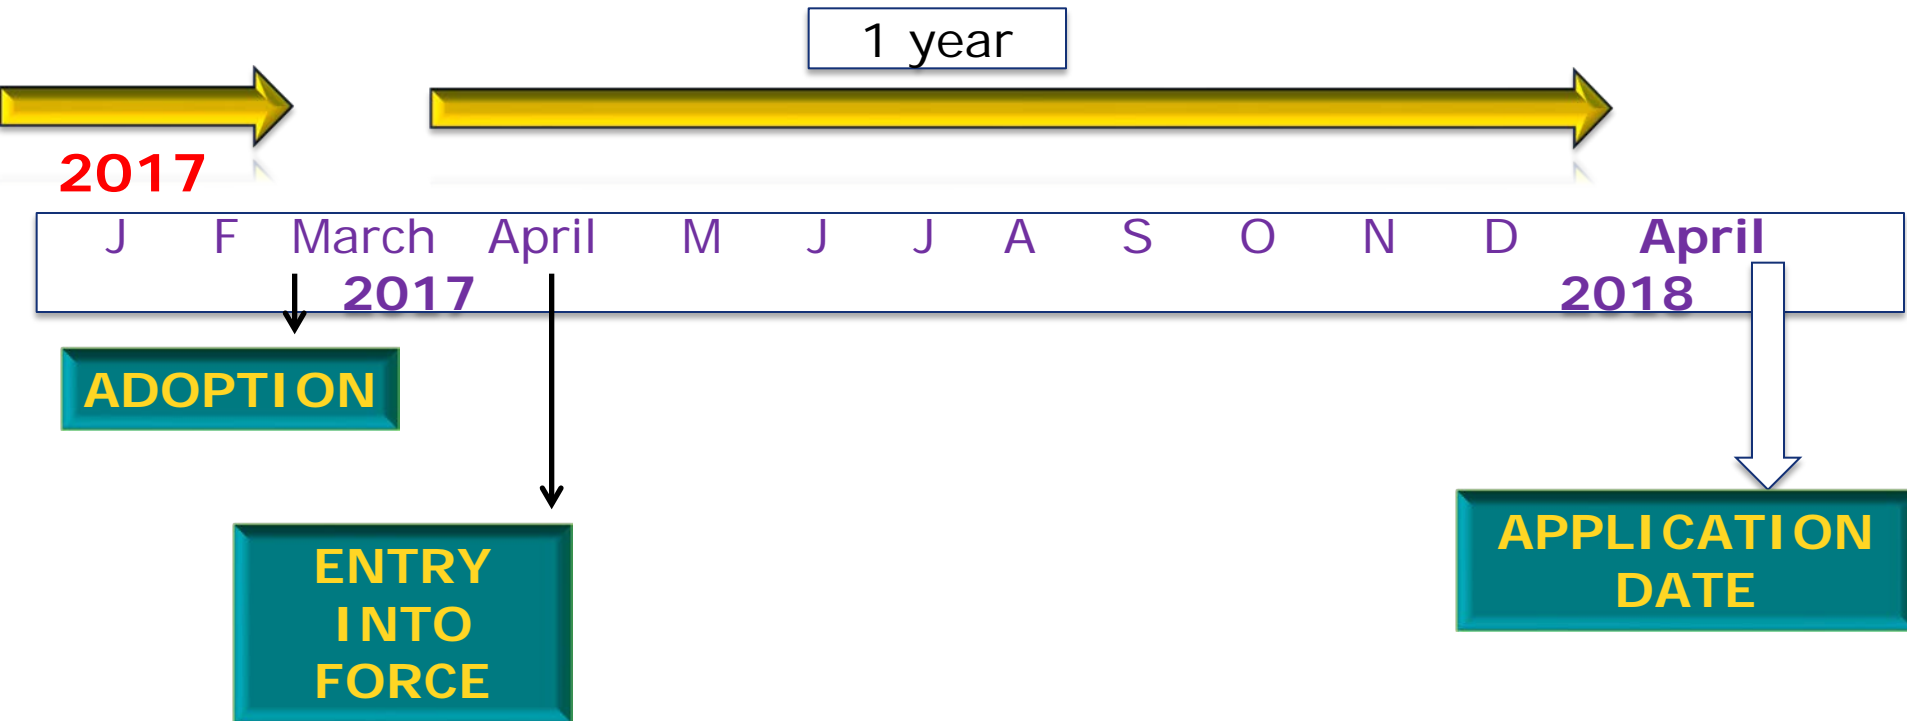 1 year
2017
J F March April M J J A S O N D April
2017 2018
ADOPTION
ENTRY
INTO
FORCE
APPLICATION
DATE